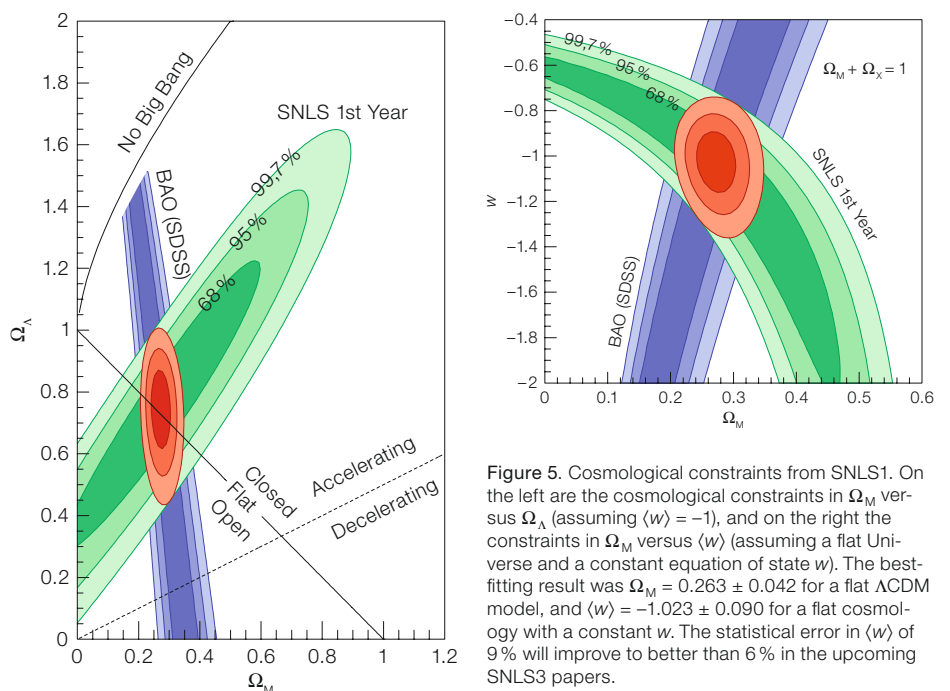 2
1.6
1.2
1
0.8
0.6
0.4
0.2
0
0
0.2
0.4
0.6
0.8
1
1.2
Ω_Λ
Ω_M
No Big Bang
BAO (SDSS)
SNLS 1st Year
99,7 %
95 %
68 %
Closed
Flat
Open
Accelerating
Decelerating
−0.4
−0.6
−0.8
−1
−1.2
−1.4
−1.6
−1.8
−2
0
0.1
0.2
0.3
0.4
0.5
0.6
w
Ω_M
99,7 %
95 %
68 %
Ω_M + Ω_X = 1
SNLS 1st Year
BAO (SDSS)
Figure 5. Cosmological constraints from SNLS1. On
the left are the cosmological constraints in Ω_M ver-
sus Ω_Λ (assuming ⟨w⟩ = −1), and on the right the
constraints in Ω_M versus ⟨w⟩ (assuming a flat Uni-
verse and a constant equation of state w). The best-
fitting result was Ω_M = 0.263 ± 0.042 for a flat ΛCDM
model, and ⟨w⟩ = −1.023 ± 0.090 for a flat cosmol-
ogy with a constant w. The statistical error in ⟨w⟩ of
9 % will improve to better than 6 % in the upcoming
SNLS3 papers.